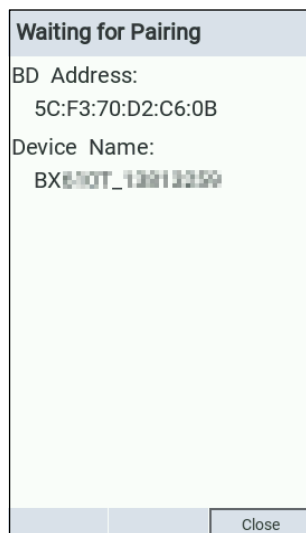 Waiting for Pairing
BD Address:
5C:F3:70:D2:C6:0B
Device Name:
BX
Close